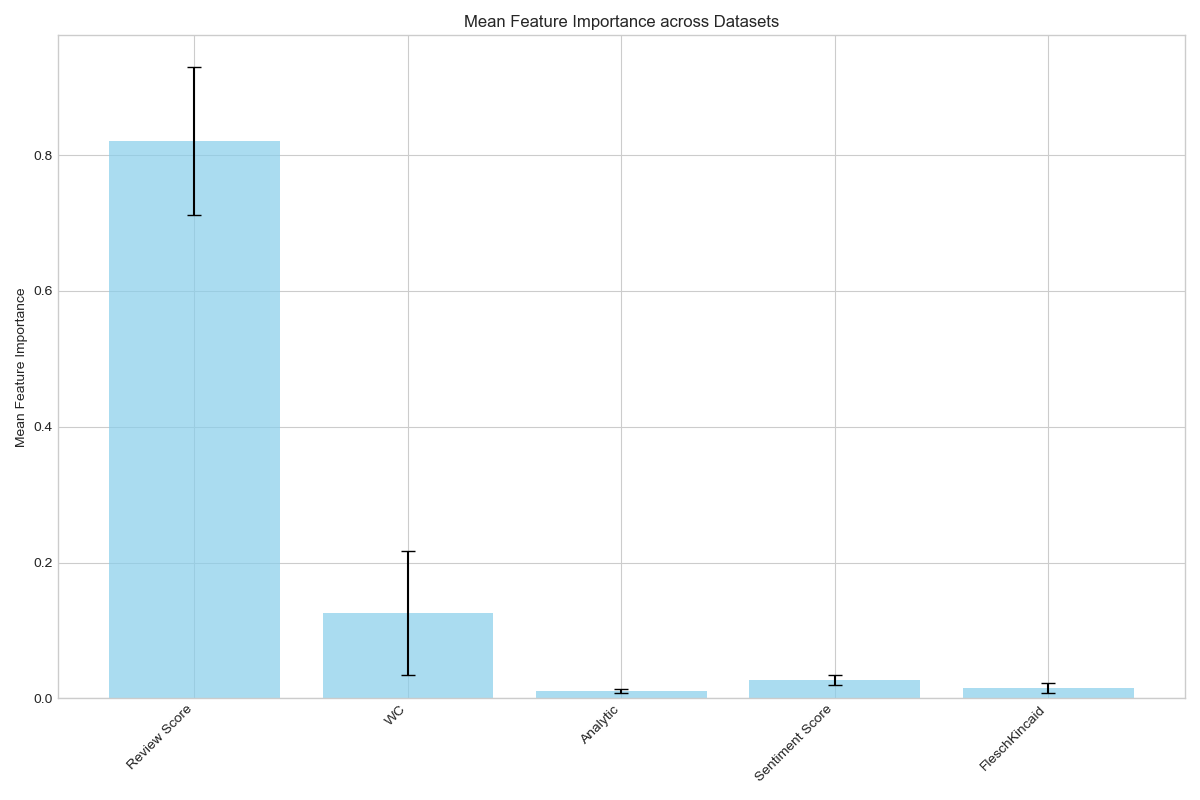 Mean Feature Importance across Datasets
Mean Feature Importance
0.8
0.6
0.4
0.2
0.0
Review Score
WC
Analytic
Sentiment Score
FleschKincaid